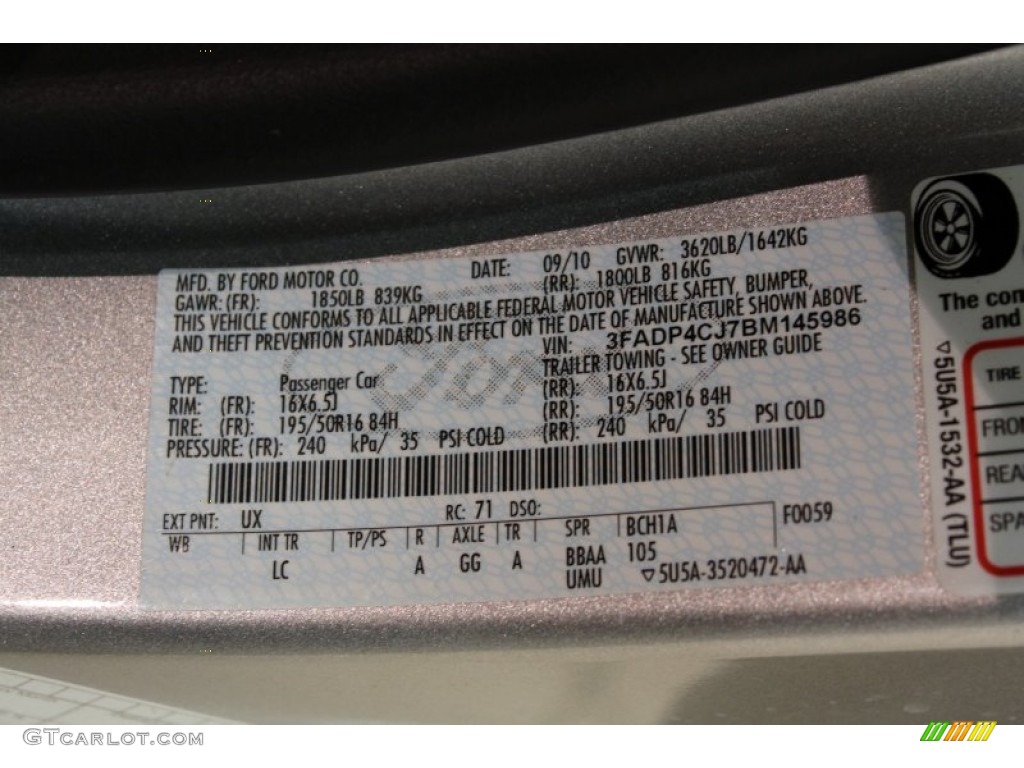 MFD. BY FORD MOTOR CO. DATE: 09/10 GVWR: 3620LB/1642KG
GAWR: (FR): 1850LB 839KG (RR): 1800LB 816KG
THIS VEHICLE CONFORMS TO ALL APPLICABLE FEDERAL MOTOR VEHICLE SAFETY, BUMPER,
AND THEFT PREVENTION STANDARDS IN EFFECT ON THE DATE OF MANUFACTURE SHOWN ABOVE.
VIN: 3FADP4CJ7BM145986
TRAILER TOWING - SEE OWNER GUIDE
TYPE: Passenger Car
RIM: (FR): 16X6.5J (RR): 16X6.5J
TIRE: (FR): 195/50R16 84H (RR): 195/50R16 84H
PRESSURE: (FR): 240 kPa/ 35 PSI COLD (RR): 240 kPa/ 35 PSI COLD
EXT PNT: UX RC: 71 DSO: F0059
WB INT TR TP/PS R AXLE TR SPR BCH1A
LC A GG A BBAA 105
UMU ▽5U5A-3520472-AA
The con
and
TIRE
FRON
REA
SPA
▽5U5A-1532-AA (TLU)
GTcarlot.com